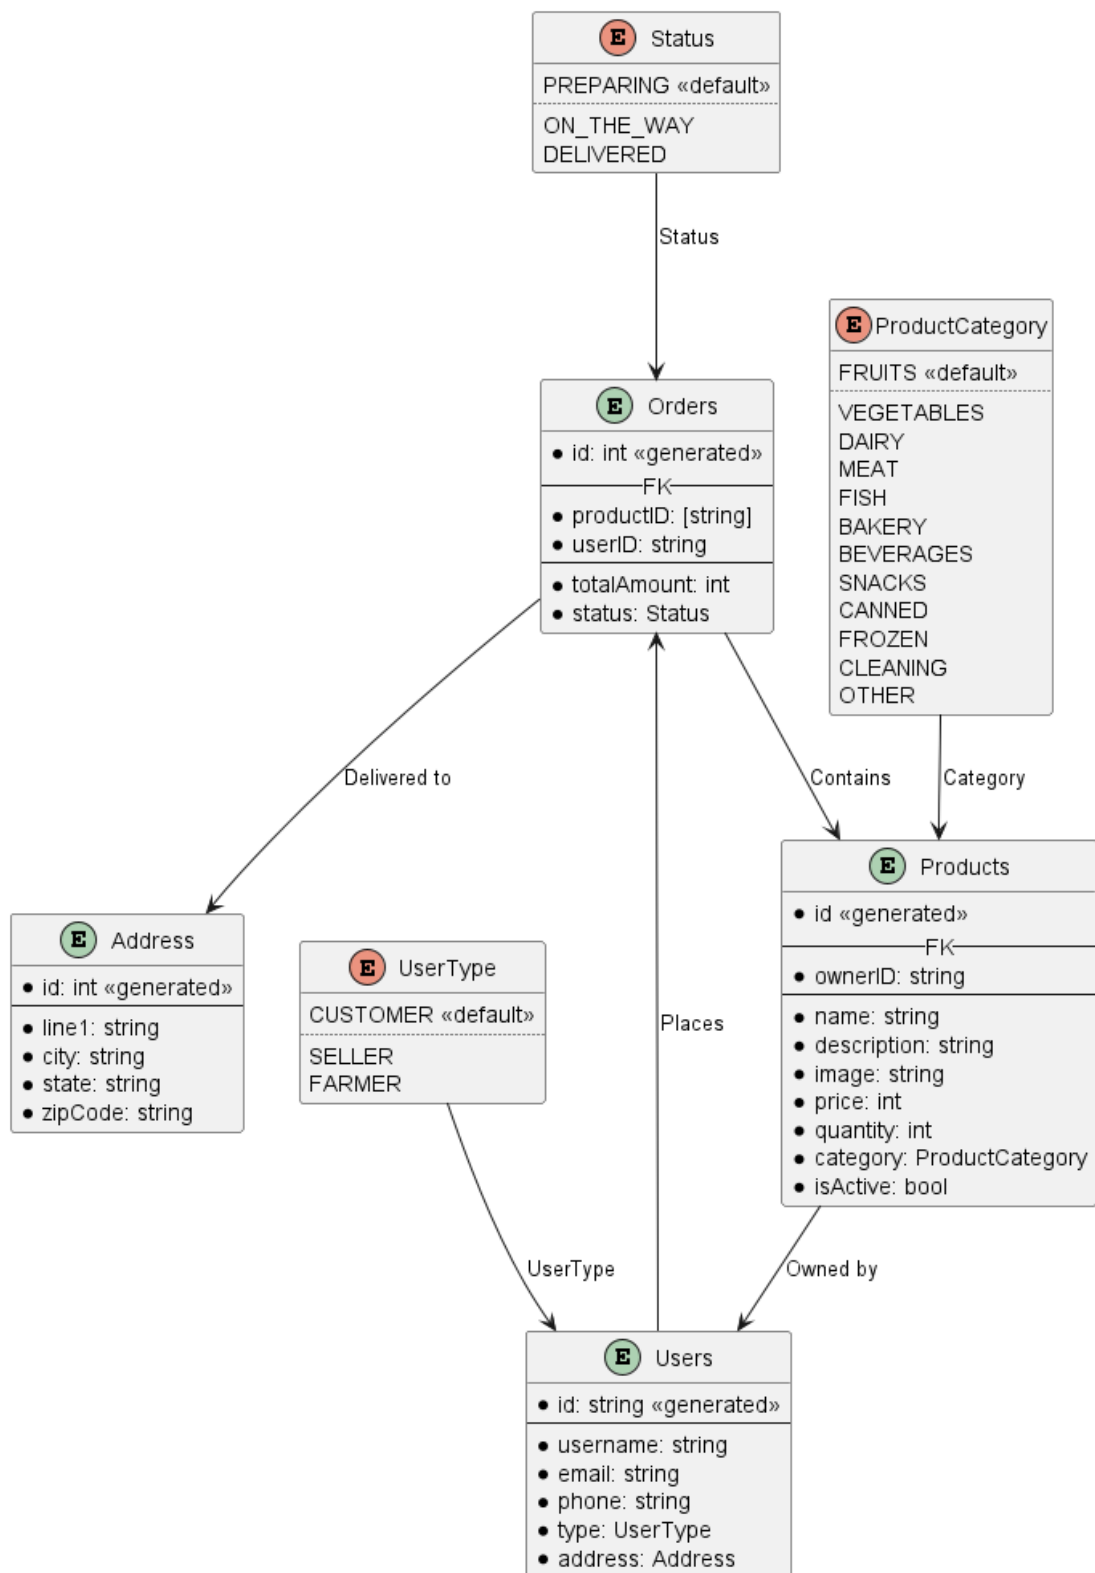 E Status
PREPARING «default»
ON_THE_WAY
DELIVERED
Status
E ProductCategory
FRUITS «default»
VEGETABLES
DAIRY
MEAT
FISH
BAKERY
BEVERAGES
SNACKS
CANNED
FROZEN
CLEANING
OTHER
E Orders
id: int «generated»
FK
productID: [string]
userID: string
totalAmount: int
status: Status
Delivered to
Contains
Category
E Products
id «generated»
FK
ownerID: string
name: string
description: string
image: string
price: int
quantity: int
category: ProductCategory
isActive: bool
E Address
id: int «generated»
line1: string
city: string
state: string
zipCode: string
E UserType
CUSTOMER «default»
SELLER
FARMER
Places
UserType
Owned by
E Users
id: string «generated»
username: string
email: string
phone: string
type: UserType
address: Address